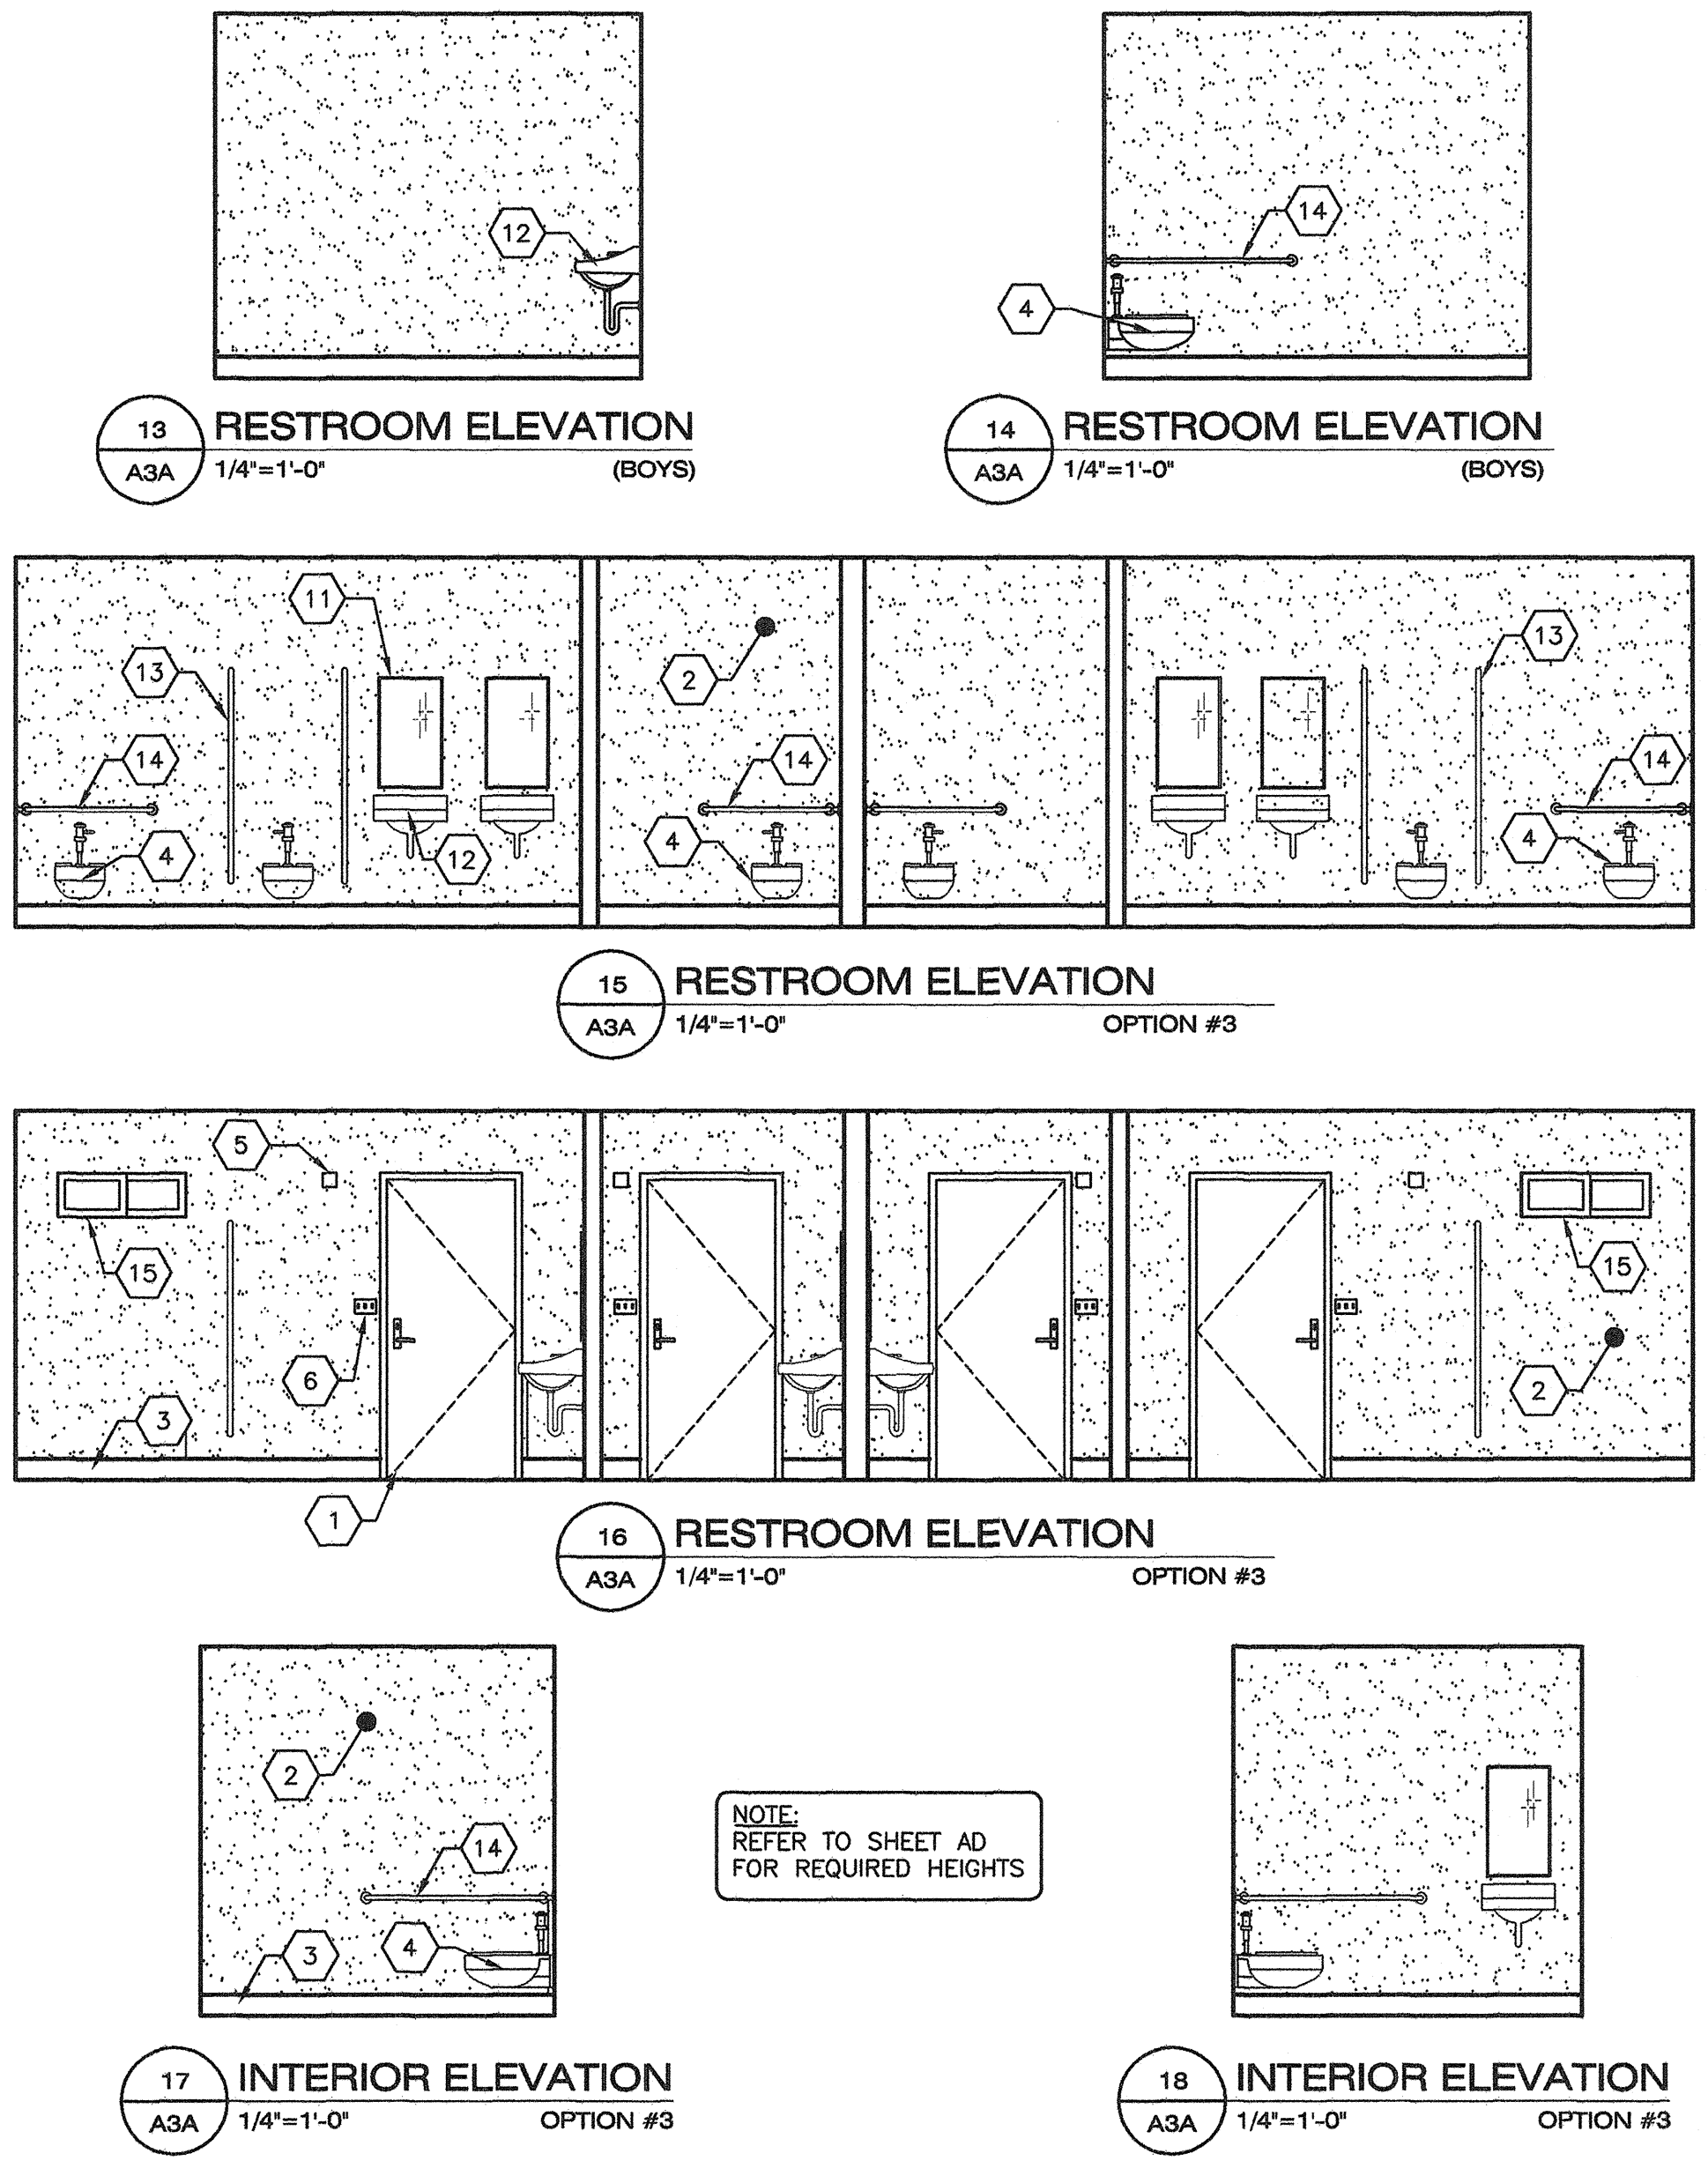 12
14
4
13
A3A
RESTROOM ELEVATION
1/4"=1'-0" (BOYS)
14
A3A
RESTROOM ELEVATION
1/4"=1'-0" (BOYS)
11
13
2
13
14
14
14
4
4
4
12
15
A3A
RESTROOM ELEVATION
1/4"=1'-0" OPTION #3
5
15
15
6
2
3
1
16
A3A
RESTROOM ELEVATION
1/4"=1'-0" OPTION #3
2
14
3
4
NOTE:
REFER TO SHEET AD
FOR REQUIRED HEIGHTS
17
A3A
INTERIOR ELEVATION
1/4"=1'-0" OPTION #3
18
A3A
INTERIOR ELEVATION
1/4"=1'-0" OPTION #3